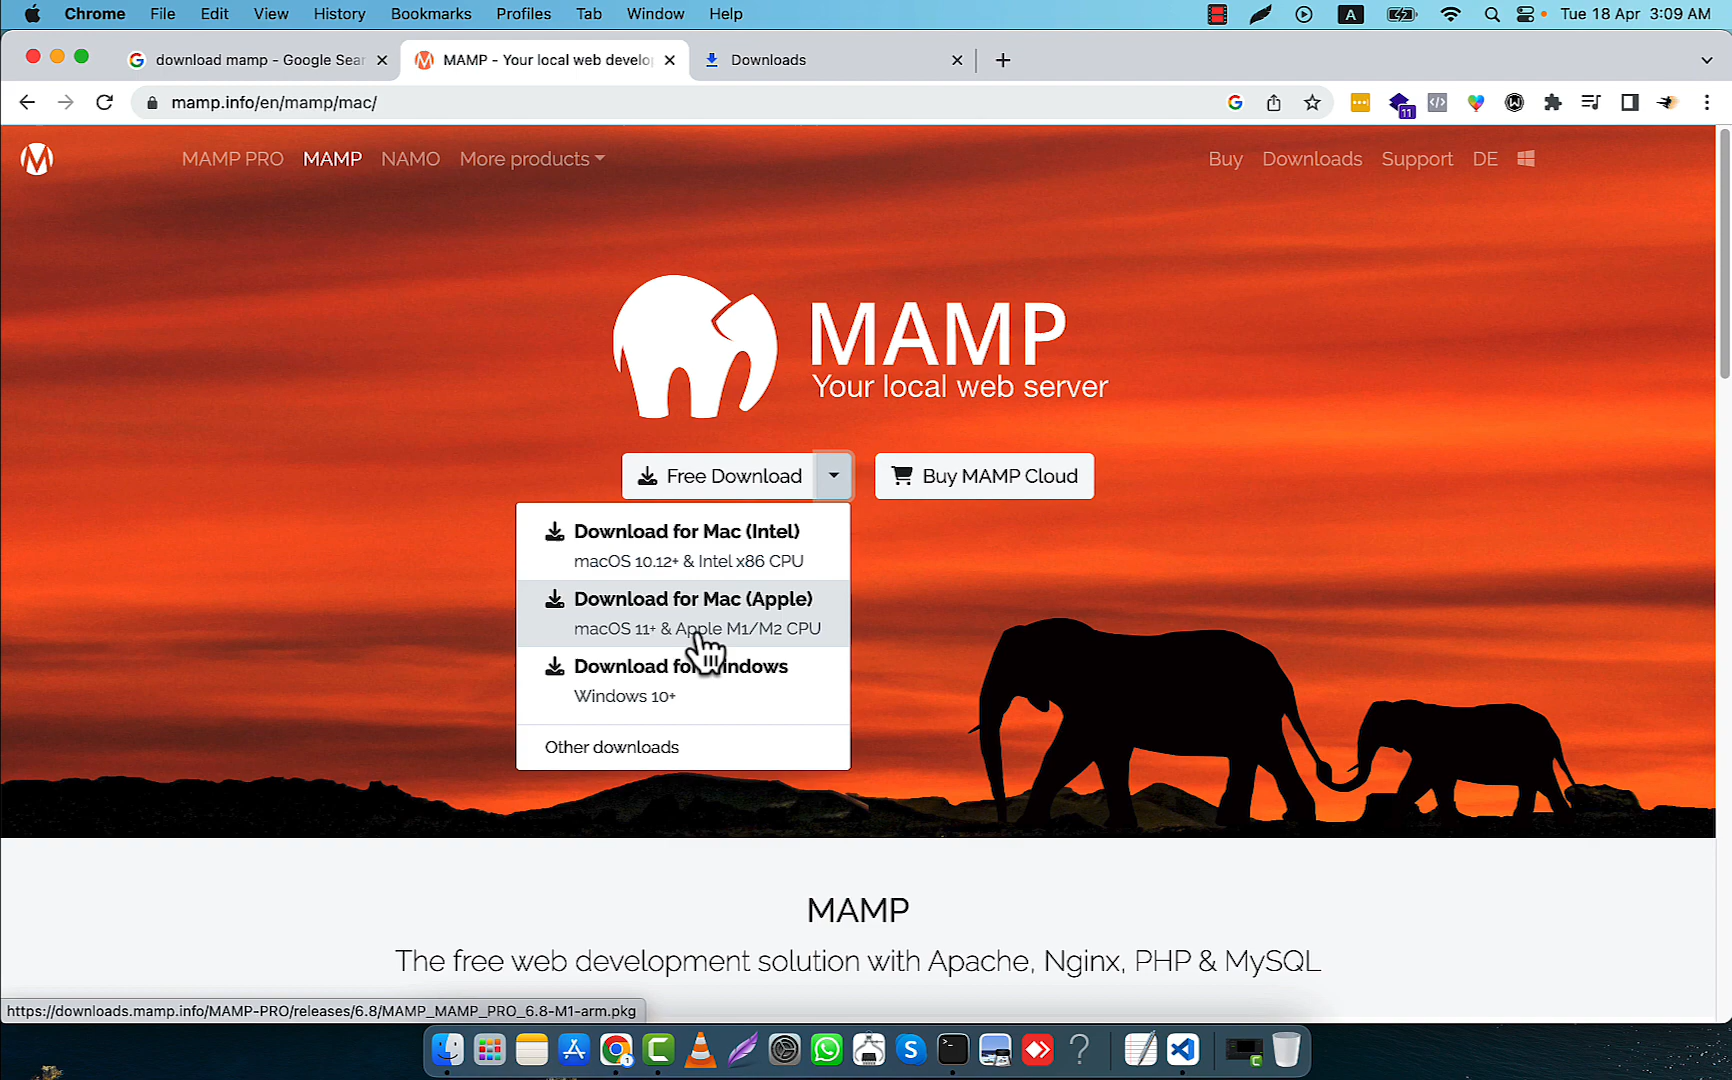 Chrome File Edit View History Bookmarks Profiles Tab Window Help A Tue 18 Apr 3:09 AM
download mamp - Google Sear MAMP - Your local web develo Downloads
mamp.info/en/mamp/mac/ 11
MAMP PRO MAMP NAMO More products Buy Downloads Support DE
MAMP
Your local web server
Free Download Buy MAMP Cloud
Download for Mac (Intel)
macOS 10.12+ & Intel x86 CPU
Download for Mac (Apple)
macOS 11+ & Apple M1/M2 CPU
Download for Windows
Windows 10+
Other downloads
MAMP
The free web development solution with Apache, Nginx, PHP & MySQL
https://downloads.mamp.info/MAMP-PRO/releases/6.8/MAMP_MAMP_PRO_6.8-M1-arm.pkg